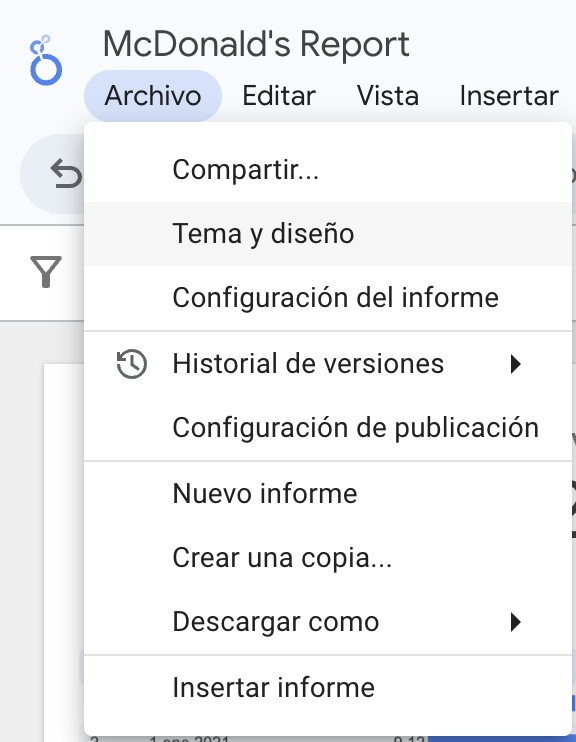 McDonald's Report
Archivo Editar Vista Insertar
Compartir...
Tema y diseño
Configuración del informe
Historial de versiones
Configuración de publicación
Nuevo informe
Crear una copia...
Descargar como
Insertar informe